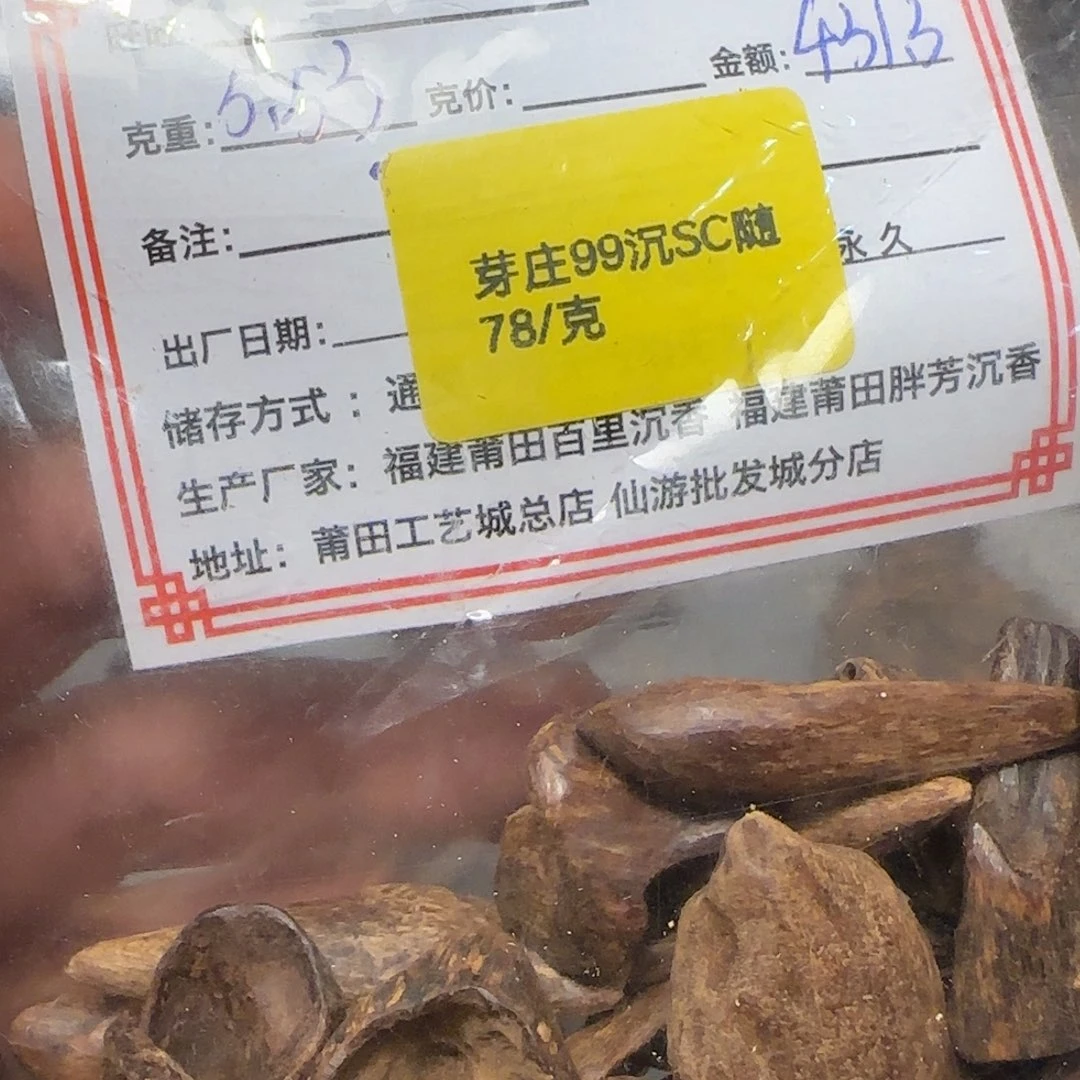 克重: 55.3 克价: 金额: 4313
备注:
永久
芽庄99沉SC随
78/克
出厂日期:
储存方式：通
生产厂家：福建莆田百里沉香 福建莆田胖芳沉香
地址：莆田工艺城总店 仙游批发城分店